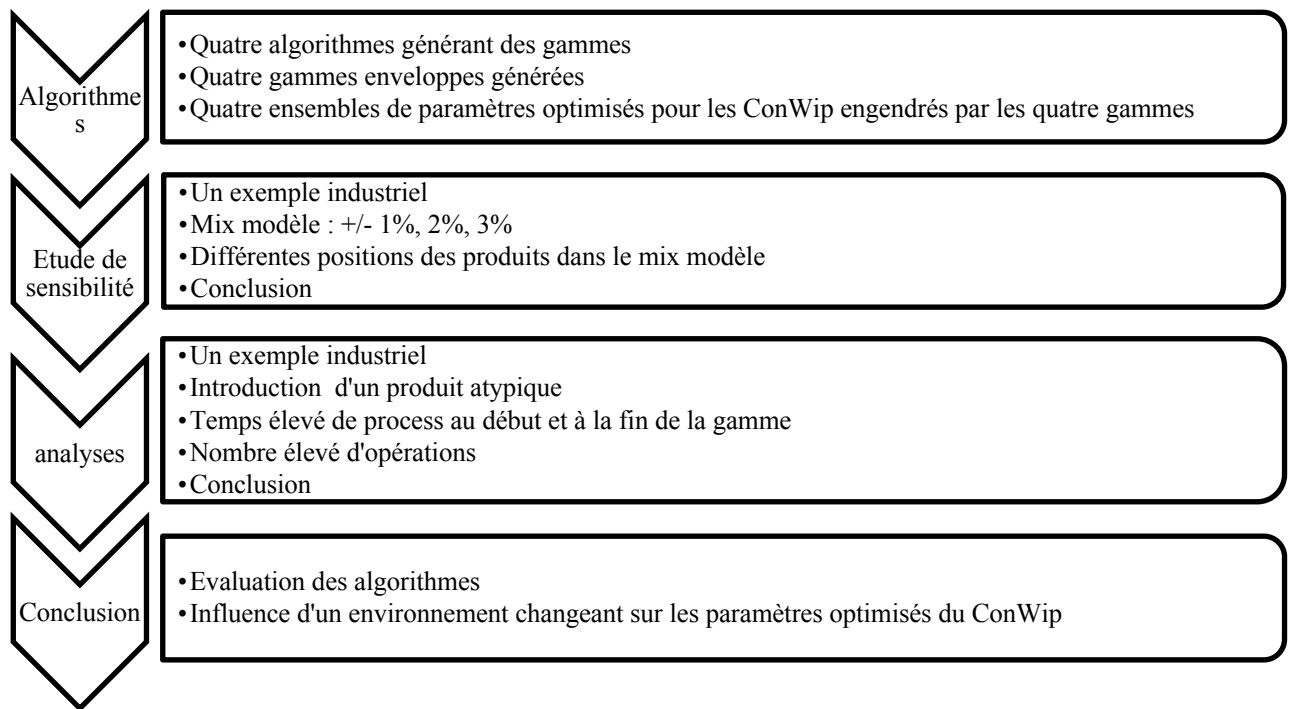 Algorithme
s
•Quatre algorithmes générant des gammes
•Quatre gammes enveloppes générées
•Quatre ensembles de paramètres optimisés pour les ConWip engendrés par les quatre gammes
Etude de
sensibilité
•Un exemple industriel
•Mix modèle : +/- 1%, 2%, 3%
•Différentes positions des produits dans le mix modèle
•Conclusion
analyses
•Un exemple industriel
•Introduction d'un produit atypique
•Temps élevé de process au début et à la fin de la gamme
•Nombre élevé d'opérations
•Conclusion
Conclusion
•Evaluation des algorithmes
•Influence d'un environnement changeant sur les paramètres optimisés du ConWip